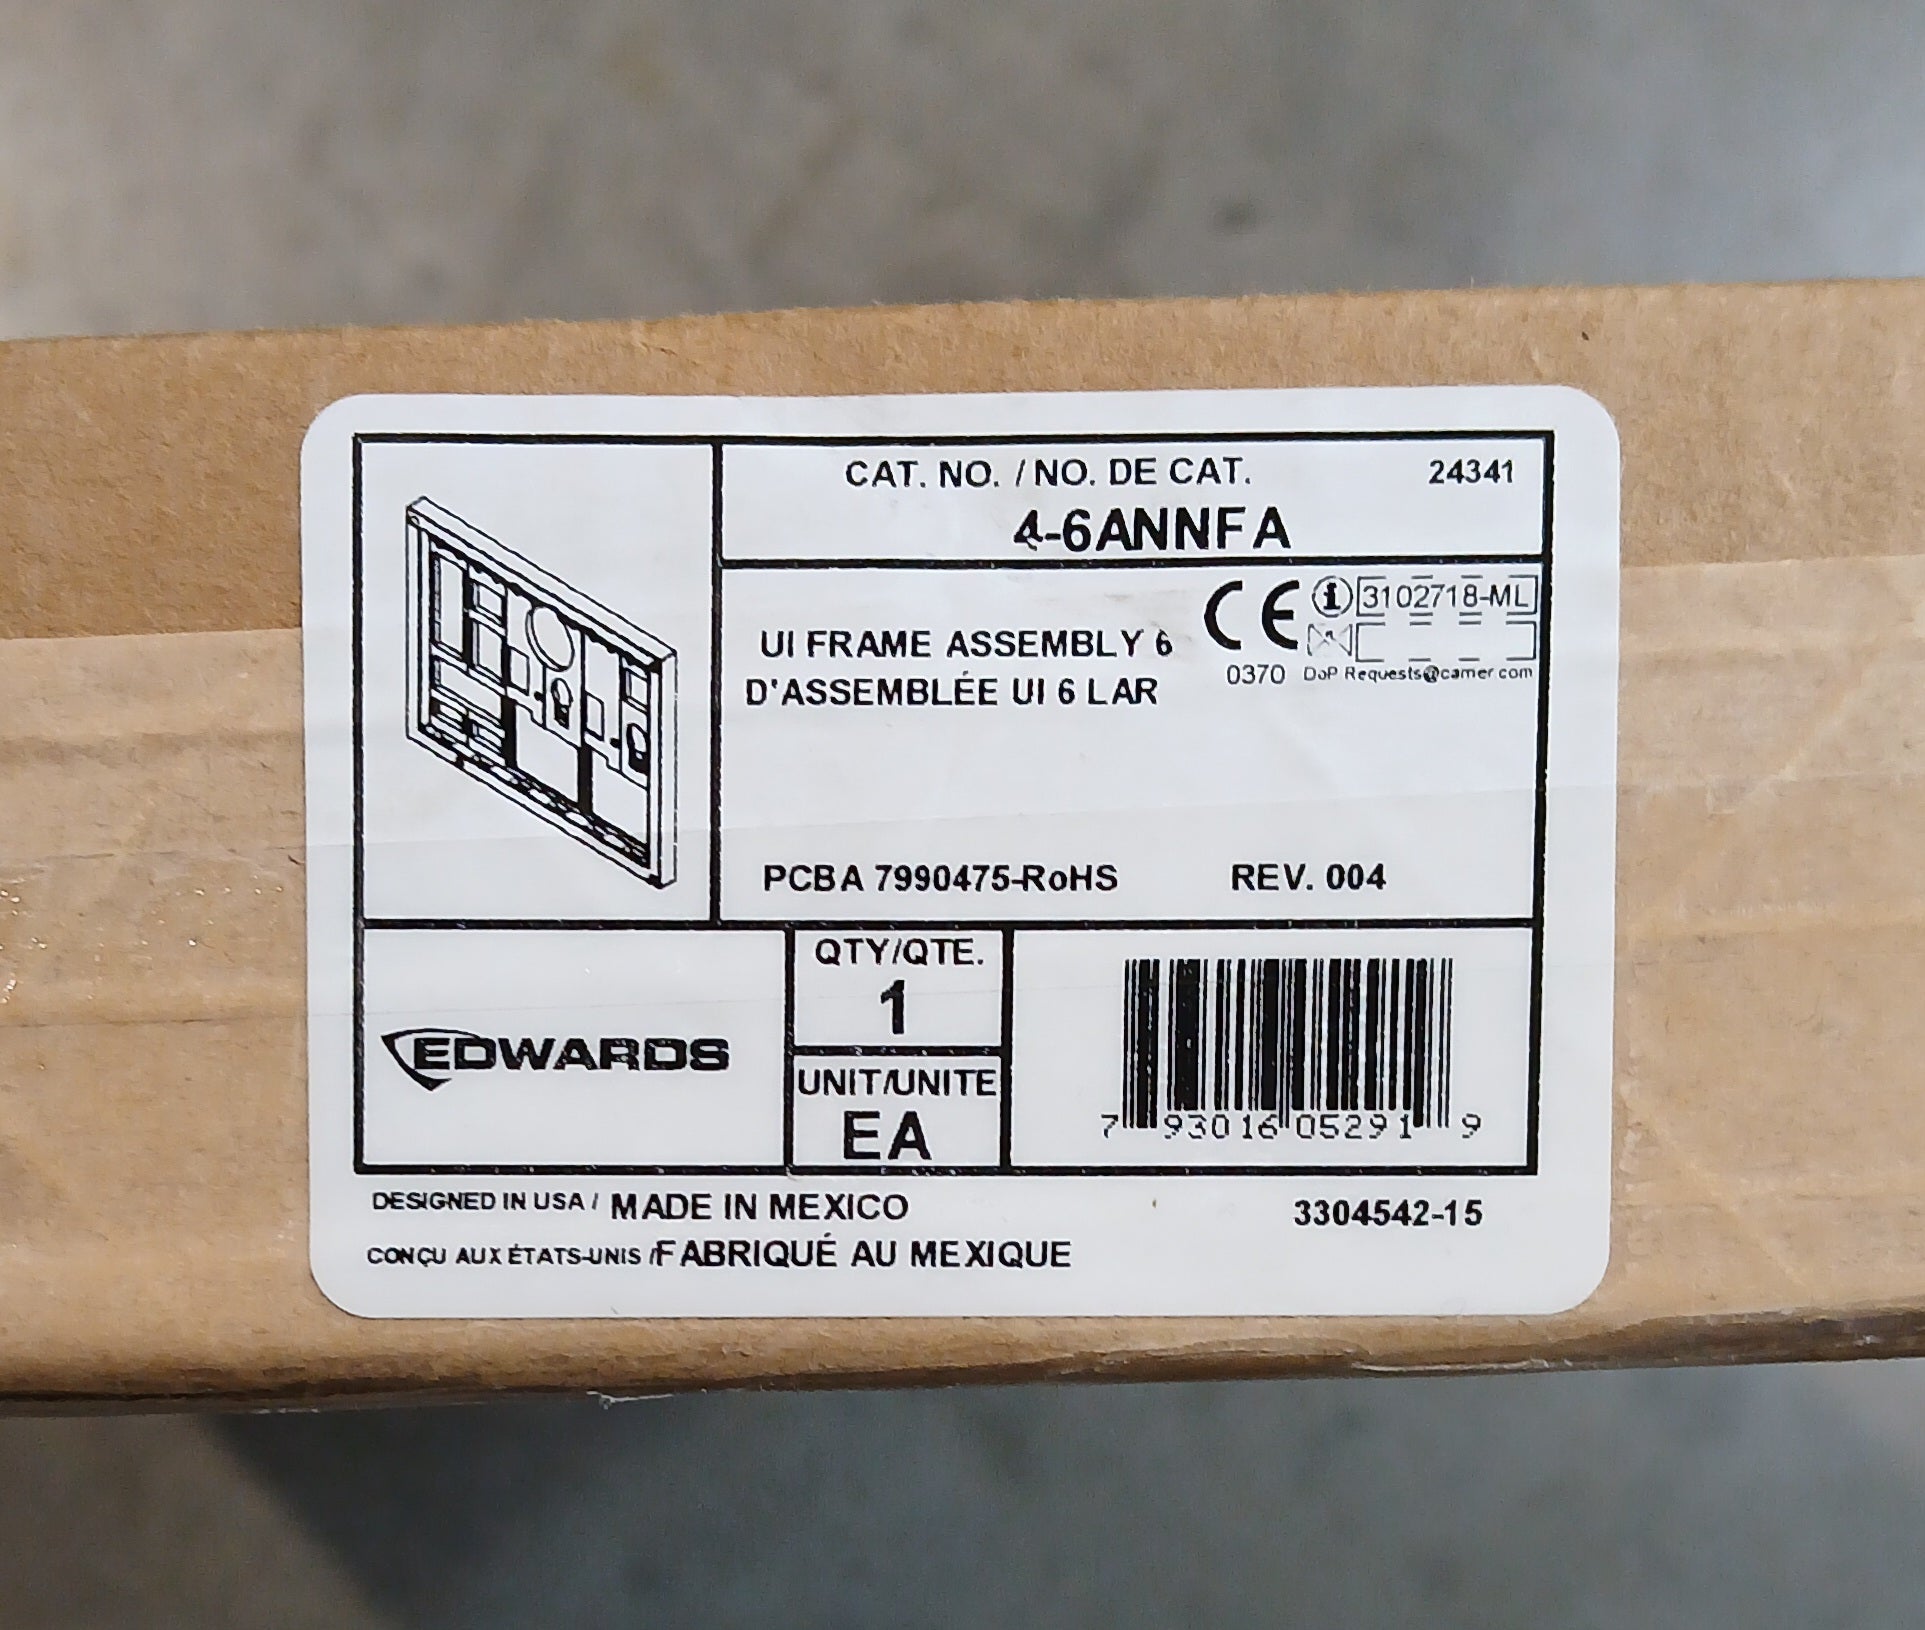 CAT. NO. / NO. DE CAT. 24341
4-6ANNFA
UI FRAME ASSEMBLY 6
D'ASSEMBLÉE UI 6 LAR
CE
0370
3102718-ML
DoP Requests@camer com
PCBA 7990475-RoHS REV. 004
EDWARDS
QTY/QTE.
1
UNIT/UNITE
EA
7 93016 05291 9
DESIGNED IN USA / MADE IN MEXICO
CONÇU AUX ÉTATS-UNIS / FABRIQUÉ AU MEXIQUE
3304542-15